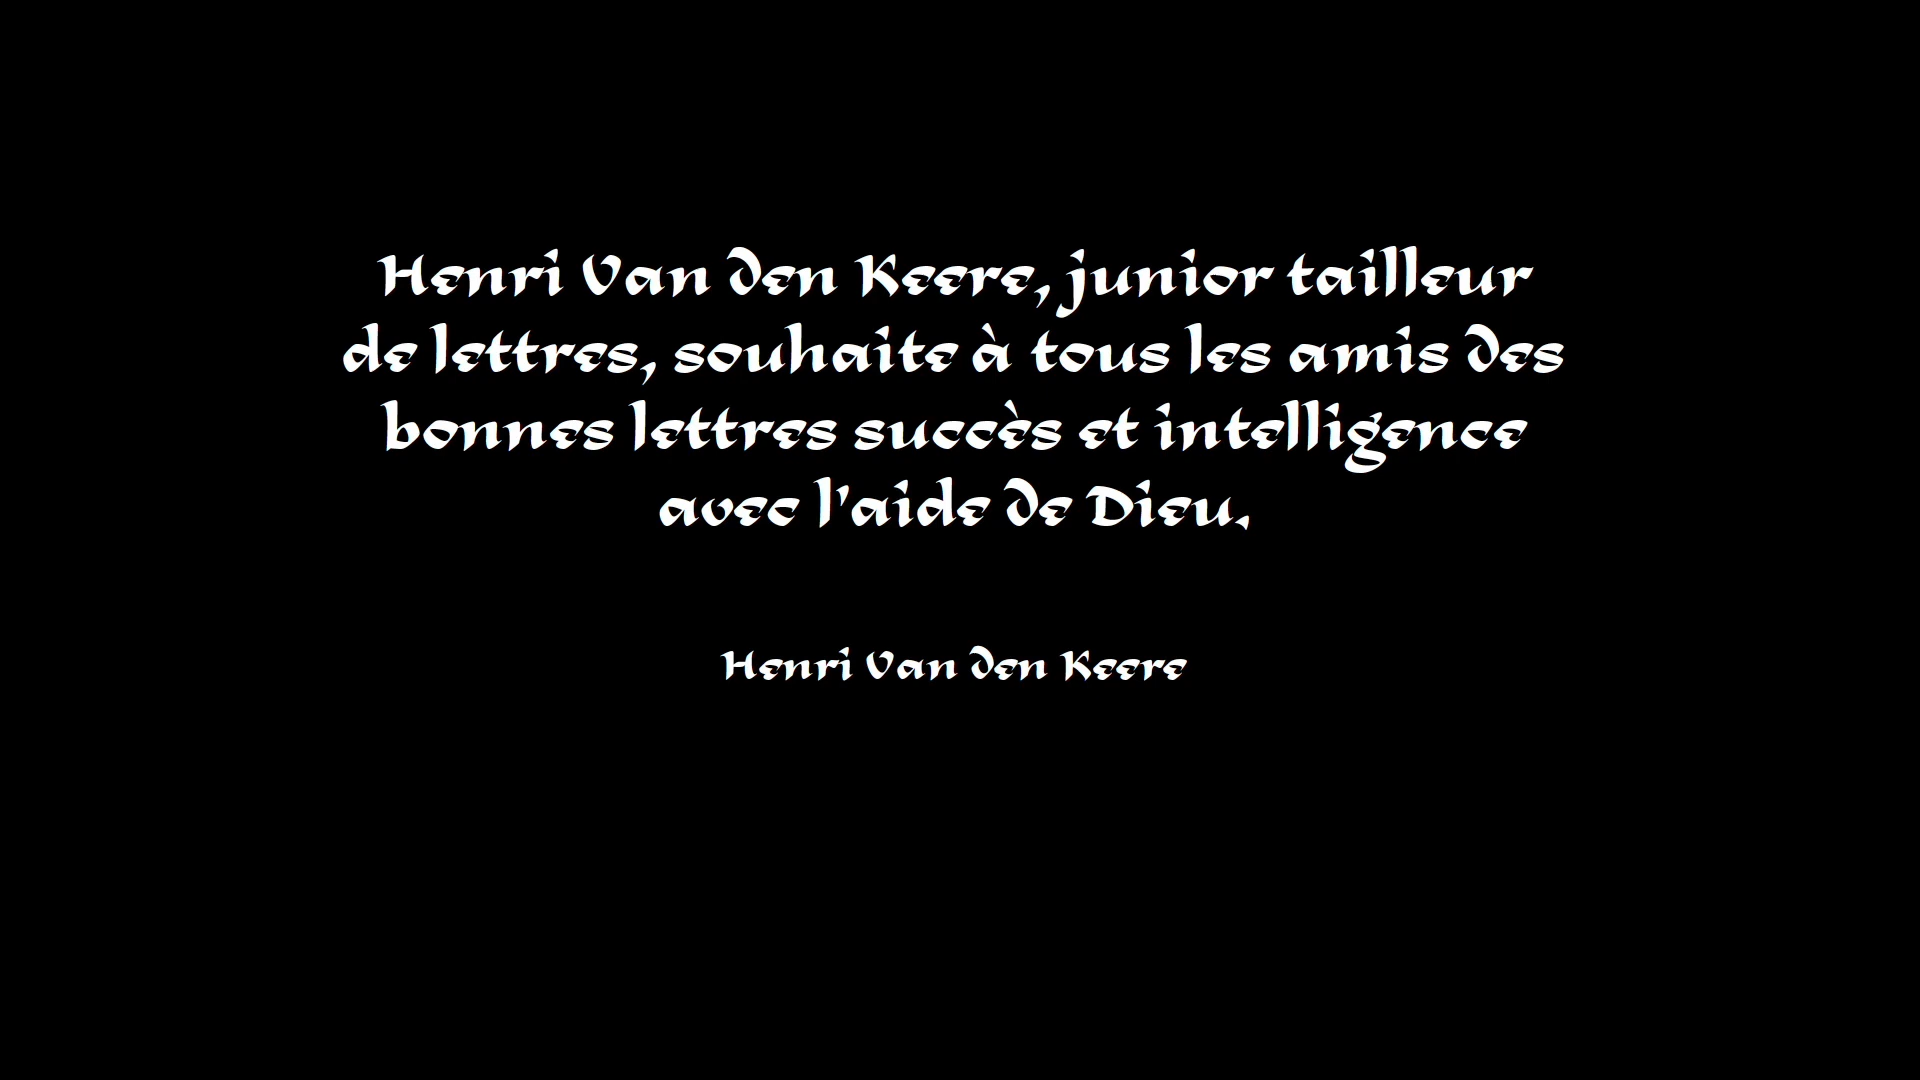 Henri Van den Keere, junior tailleur
de lettres, souhaite à tous les amis des
bonnes lettres succès et intelligence
avec l'aide de Dieu.
Henri Van den Keere